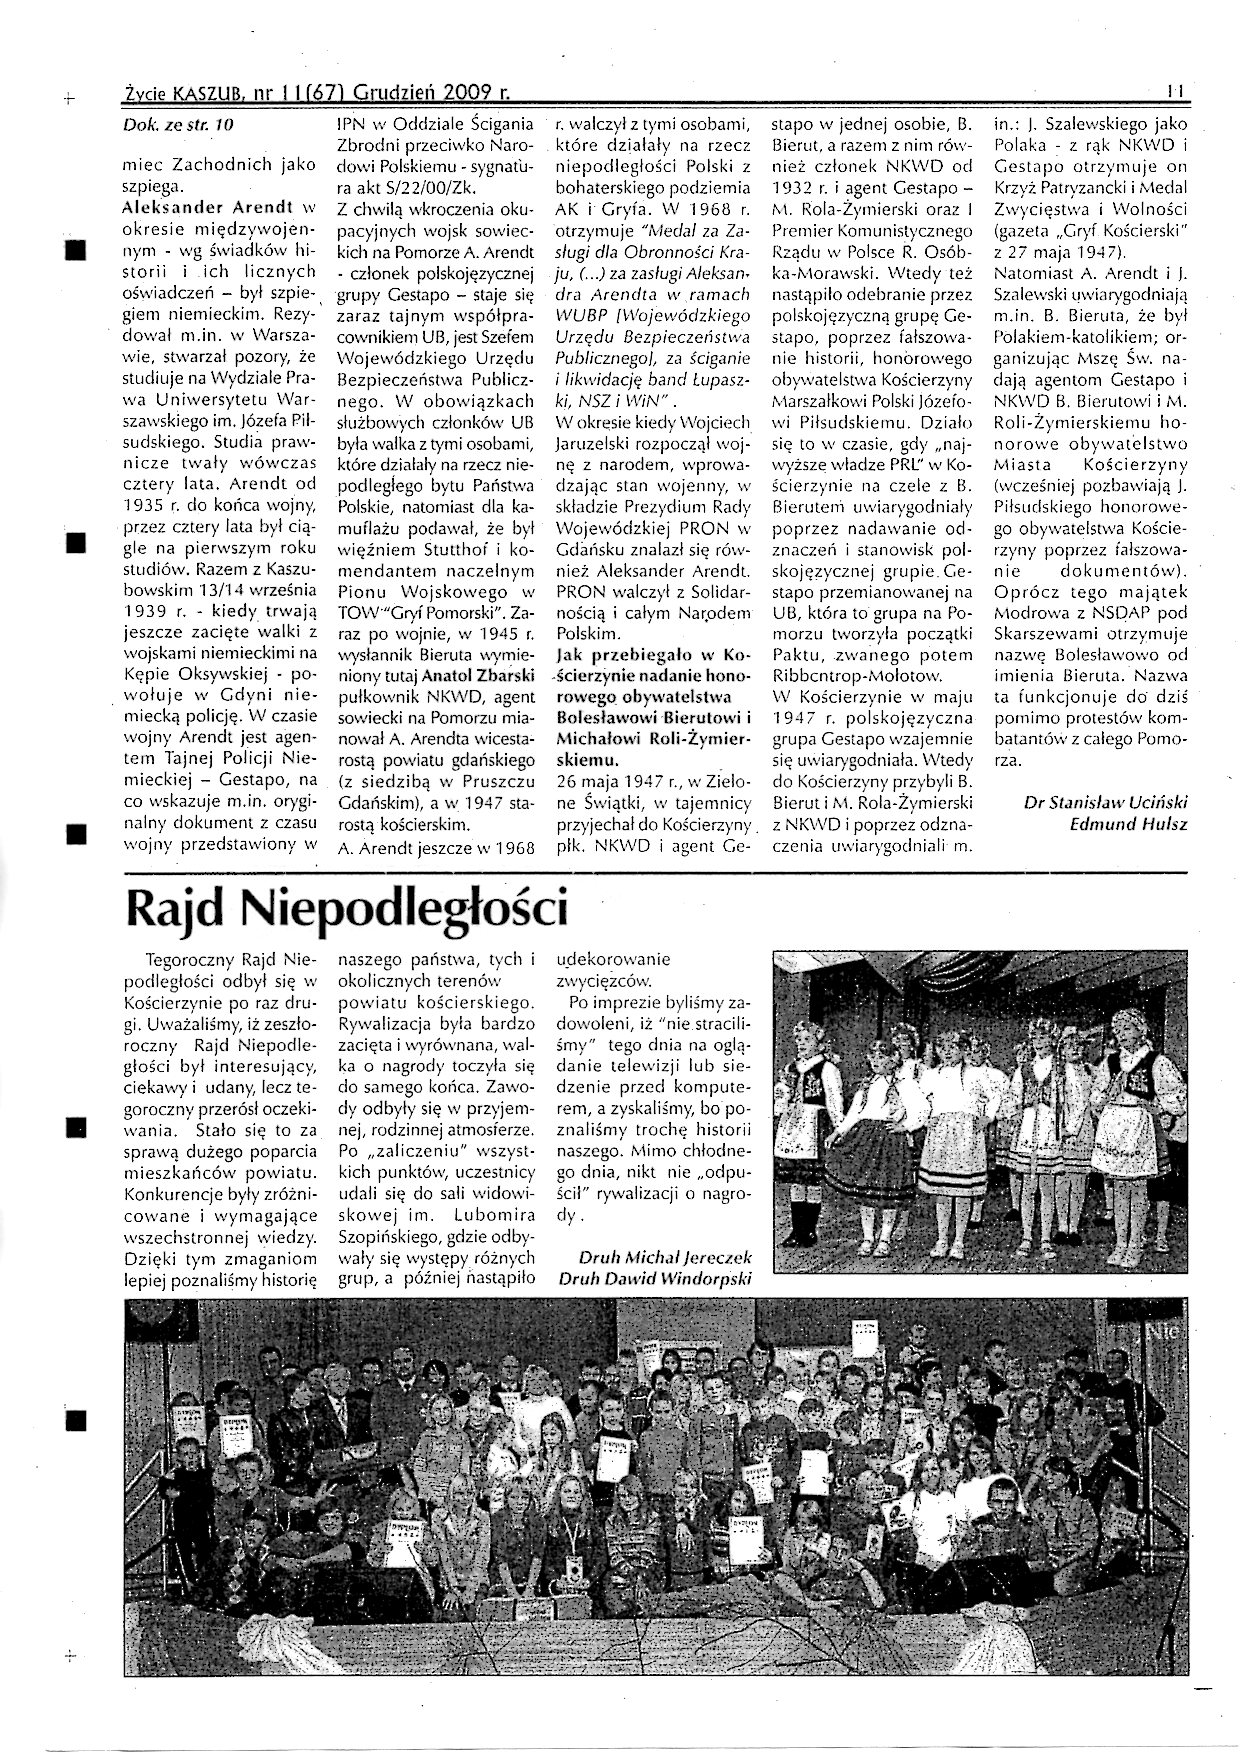 Życie KASZUB, nr 11(67) Grudzień 2009 r. 11
Dok. ze str. 10
miec Zachodnich jako
szpiega.
Aleksander Arendt w
okresie międzywojen-
nym - wg świadków hi-
storii i ich licznych
oświadczeń – był szpie-
giem niemieckim. Rezy-
dował m.in. w Warsza-
wie, stwarzał pozory, że
studiuje na Wydziale Pra-
wa Uniwersytetu War-
szawskiego im. Józefa Pił-
sudskiego. Studia praw-
nicze twały wówczas
cztery lata. Arendt od
1935 r. do końca wojny,
przez cztery lata był cią-
gle na pierwszym roku
studiów. Razem z Kaszu-
bowskim 13/14 września
1939 r. - kiedy trwają
jeszcze zacięte walki z
wojskami niemieckimi na
Kępie Oksywskiej - po-
wołuje w Gdyni nie-
miecką policję. W czasie
wojny Arendt jest agen-
tem Tajnej Policji Nie-
mieckiej – Gestapo, na
co wskazuje m.in. orygi-
nalny dokument z czasu
wojny przedstawiony w
IPN w Oddziale Ścigania
Zbrodni przeciwko Naro-
dowi Polskiemu - sygnatu-
ra akt S/22/00/Zk.
Z chwilą wkroczenia oku-
pacyjnych wojsk sowiec-
kich na Pomorze A. Arendt
- członek polskojęzycznej
grupy Gestapo – staje się
zaraz tajnym współpra-
cownikiem UB, jest Szefem
Wojewódzkiego Urzędu
Bezpieczeństwa Publicz-
nego. W obowiązkach
służbowych członków UB
była walka z tymi osobami,
które działały na rzecz nie-
podległego bytu Państwa
Polskie, natomiast dla ka-
muflażu podawał, że był
więźniem Stutthof i ko-
mendantem naczelnym
Pionu Wojskowego w
TOW "Gryf Pomorski". Za-
raz po wojnie, w 1945 r.
wysłannik Bieruta wymie-
niony tutaj Anatol Zbarski
pułkownik NKWD, agent
sowiecki na Pomorzu mia-
nował A. Arendta wicesta-
rostą powiatu gdańskiego
(z siedzibą w Pruszczu
Gdańskim), a w 1947 sta-
rostą kościerskim.
A. Arendt jeszcze w 1968
r. walczył z tymi osobami,
które działały na rzecz
niepodległości Polski z
bohaterskiego podziemia
AK i Gryfa. W 1968 r.
otrzymuje "Medal za Za-
sługi dla Obronności Kra-
ju, (...) za zasługi Aleksan-
dra Arendta w ramach
WUBP [Wojewódzkiego
Urzędu Bezpieczeństwa
Publicznego], za ściganie
i likwidację band Łupasz-
ki, NSZ i WiN" .
W okresie kiedy Wojciech
Jaruzelski rozpoczął woj-
nę z narodem, wprowa-
dzając stan wojenny, w
składzie Prezydium Rady
Wojewódzkiej PRON w
Gdańsku znalazł się rów-
nież Aleksander Arendt.
PRON walczył z Solidar-
nością i całym Narodem
Polskim.
Jak przebiegało w Ko-
ścierzynie nadanie hono-
rowego obywatelstwa
Bolesławowi Bierutowi i
Michałowi Roli-Żymier-
skiemu.
26 maja 1947 r., w Zielo-
ne Świątki, w tajemnicy
przyjechał do Kościerzyny
płk. NKWD i agent Ge-
stapo w jednej osobie, B.
Bierut, a razem z nim rów-
nież członek NKWD od
1932 r. i agent Gestapo –
M. Rola-Żymierski oraz I
Premier Komunistycznego
Rządu w Polsce R. Osób-
ka-Morawski. Wtedy też
nastąpiło odebranie przez
polskojęzyczną grupę Ge-
stapo, poprzez fałszowa-
nie historii, honorowego
obywatelstwa Kościerzyny
Marszałkowi Polski Józefo-
wi Piłsudskiemu. Działo
się to w czasie, gdy „naj-
wyższe władze PRL" w Ko-
ścierzynie na czele z B.
Bierutem uwiarygodniały
poprzez nadawanie od-
znaczeń i stanowisk pol-
skojęzycznej grupie Ge-
stapo przemianowanej na
UB, która to grupa na Po-
morzu tworzyła początki
Paktu, zwanego potem
Ribbcntrop-Mołotow.
W Kościerzynie w maju
1947 r. polskojęzyczna
grupa Gestapo wzajemnie
się uwiarygodniała. Wtedy
do Kościerzyny przybyli B.
Bierut i M. Rola-Żymierski
z NKWD i poprzez odzna-
czenia uwiarygodniali m.
in.: J. Szalewskiego jako
Polaka - z rąk NKWD i
Gestapo otrzymuje on
Krzyż Patryzancki i Medal
Zwycięstwa i Wolności
(gazeta „Gryf Kościerski"
z 27 maja 1947).
Natomiast A. Arendt i J.
Szalewski uwiarygodniają
m.in. B. Bieruta, że był
Polakiem-katolikiem; or-
ganizując Mszę Św. na-
dają agentom Gestapo i
NKWD B. Bierutowi i M.
Roli-Żymierskiemu ho-
norowe obywatelstwo
Miasta Kościerzyny
(wcześniej pozbawiają J.
Piłsudskiego honorowe-
go obywatelstwa Koście-
rzyny poprzez fałszowa-
nie dokumentów).
Oprócz tego majątek
Modrowa z NSDAP pod
Skarszewami otrzymuje
nazwę Bolesławowo od
imienia Bieruta. Nazwa
ta funkcjonuje do dziś
pomimo protestów kom-
batantów z całego Pomo-
rza.
Dr Stanisław Uciński
Edmund Hulsz
Rajd Niepodległości
Tegoroczny Rajd Nie-
podległości odbył się w
Kościerzynie po raz dru-
gi. Uważaliśmy, iż zeszło-
roczny Rajd Niepodle-
głości był interesujący,
ciekawy i udany, lecz te-
goroczny przerósł oczeki-
wania. Stało się to za
sprawą dużego poparcia
mieszkańców powiatu.
Konkurencje były zróżni-
cowane i wymagające
wszechstronnej wiedzy.
Dzięki tym zmaganiom
lepiej poznaliśmy historię
naszego państwa, tych i
okolicznych terenów
powiatu kościerskiego.
Rywalizacja była bardzo
zacięta i wyrównana, wal-
ka o nagrody toczyła się
do samego końca. Zawo-
dy odbyły się w przyjem-
nej, rodzinnej atmosferze.
Po „zaliczeniu" wszyst-
kich punktów, uczestnicy
udali się do sali widowi-
skowej im. Lubomira
Szopińskiego, gdzie odby-
wały się występy różnych
grup, a później nastąpiło
udekorowanie
zwycięzców.
Po imprezie byliśmy za-
dowoleni, iż "nie stracili-
śmy" tego dnia na oglą-
danie telewizji lub sie-
dzenie przed kompute-
rem, a zyskaliśmy, bo po-
znaliśmy trochę historii
naszego. Mimo chłodne-
go dnia, nikt nie „odpu-
ścił" rywalizacji o nagro-
dy .
Druh Michał Jereczek
Druh Dawid Windorpski
Nie